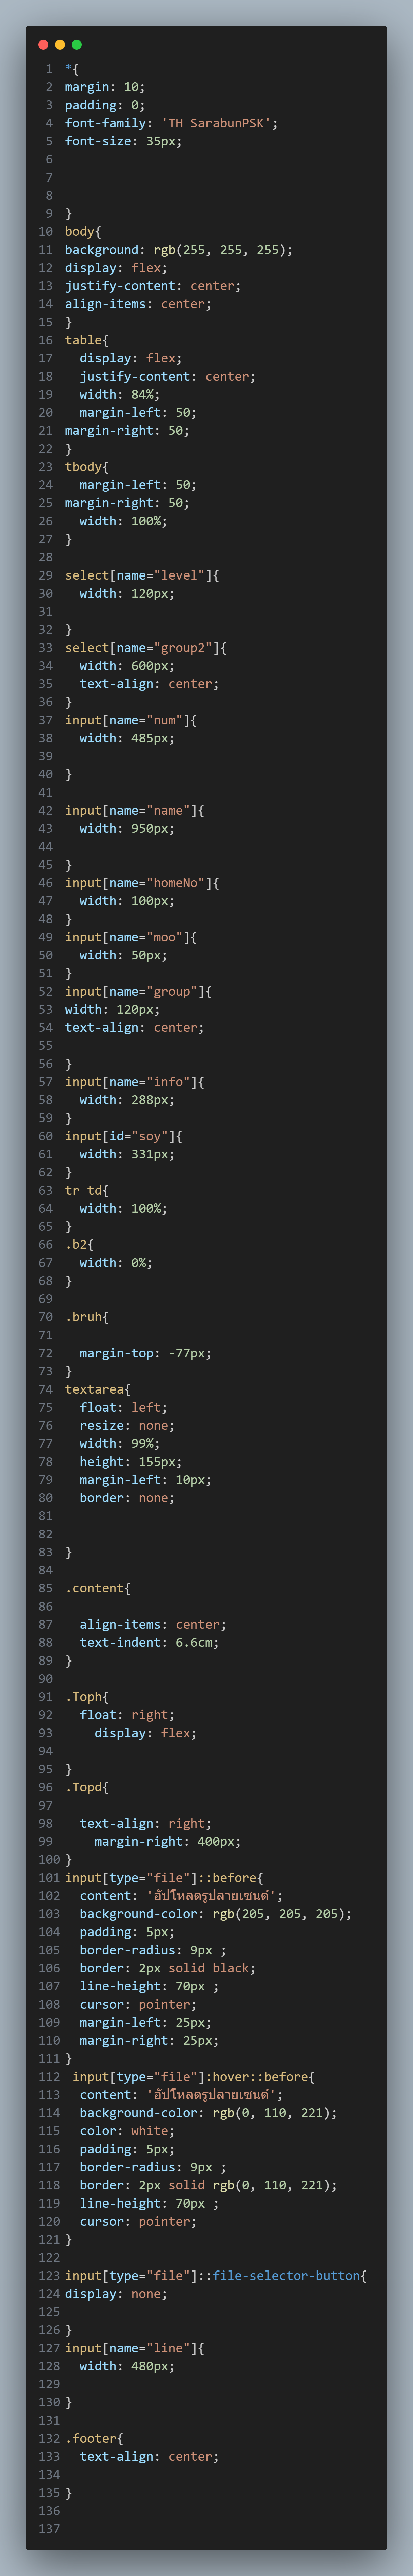 1 *{
2 margin: 10;
3 padding: 0;
4 font-family: 'TH SarabunPSK';
5 font-size: 35px;
6
7
8
9 }
10 body{
11 background: rgb(255, 255, 255);
12 display: flex;
13 justify-content: center;
14 align-items: center;
15 }
16 table{
17   display: flex;
18   justify-content: center;
19   width: 84%;
20   margin-left: 50;
21 margin-right: 50;
22 }
23 tbody{
24   margin-left: 50;
25 margin-right: 50;
26   width: 100%;
27 }
28
29 select[name="level"]{
30   width: 120px;
31
32 }
33 select[name="group2"]{
34   width: 600px;
35   text-align: center;
36 }
37 input[name="num"]{
38   width: 485px;
39
40 }
41
42 input[name="name"]{
43   width: 950px;
44
45 }
46 input[name="homeNo"]{
47   width: 100px;
48 }
49 input[name="moo"]{
50   width: 50px;
51 }
52 input[name="group"]{
53 width: 120px;
54 text-align: center;
55
56 }
57 input[name="info"]{
58   width: 288px;
59 }
60 input[id="soy"]{
61   width: 331px;
62 }
63 tr td{
64   width: 100%;
65 }
66 .b2{
67   width: 0%;
68 }
69
70 .bruh{
71
72   margin-top: -77px;
73 }
74 textarea{
75   float: left;
76   resize: none;
77   width: 99%;
78   height: 155px;
79   margin-left: 10px;
80   border: none;
81
82
83 }
84
85 .content{
86
87   align-items: center;
88   text-indent: 6.6cm;
89 }
90
91 .Toph{
92   float: right;
93     display: flex;
94
95 }
96 .Topd{
97
98   text-align: right;
99     margin-right: 400px;
100 }
101 input[type="file"]::before{
102   content: 'อัปโหลดรูปลายเซนต์';
103   background-color: rgb(205, 205, 205);
104   padding: 5px;
105   border-radius: 9px ;
106   border: 2px solid black;
107   line-height: 70px ;
108   cursor: pointer;
109   margin-left: 25px;
110   margin-right: 25px;
111 }
112  input[type="file"]:hover::before{
113   content: 'อัปโหลดรูปลายเซนต์';
114   background-color: rgb(0, 110, 221);
115   color: white;
116   padding: 5px;
117   border-radius: 9px ;
118   border: 2px solid rgb(0, 110, 221);
119   line-height: 70px ;
120   cursor: pointer;
121 }
122
123 input[type="file"]::file-selector-button{
124 display: none;
125
126 }
127 input[name="line"]{
128   width: 480px;
129
130 }
131
132 .footer{
133   text-align: center;
134
135 }
136
137